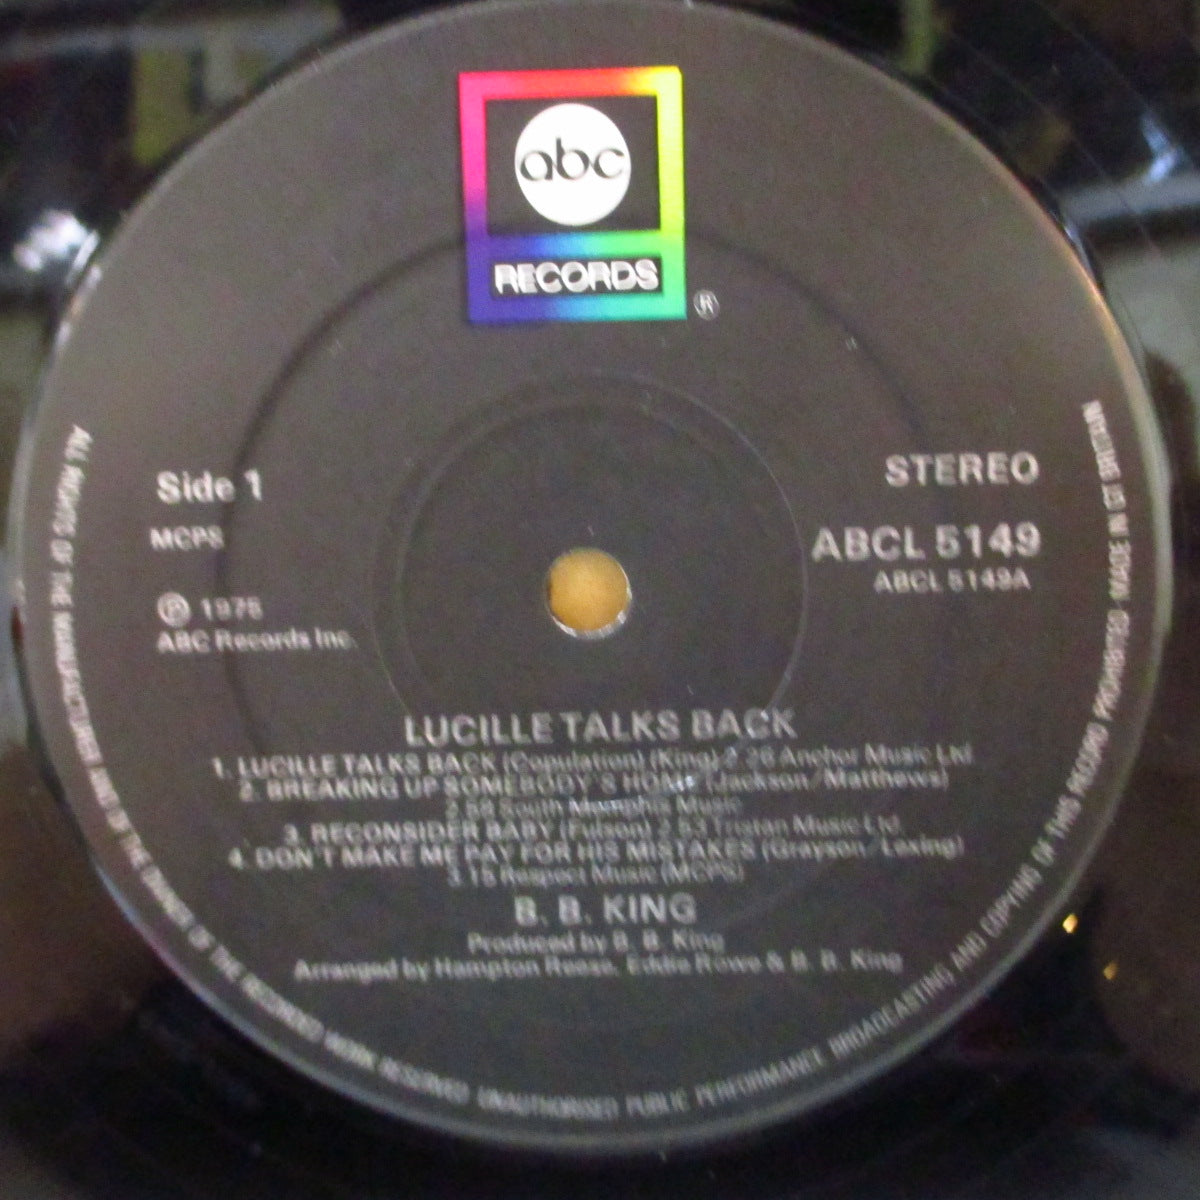 abc
RECORDS
®
Side 1
STEREO
MCPS
ABCL 5149
ABCL 5149A
Ⓟ 1975
ABC Records Inc.
LUCILLE TALKS BACK
1. LUCILLE TALKS BACK (Copulation) (King) 2.26 Anchor Music Ltd.
2. BREAKING UP SOMEBODY'S HOME (Jackson/Matthews)
2.58 South Memphis Music
3. RECONSIDER BABY (Fulson) 2.53 Tristan Music Ltd.
4. DON'T MAKE ME PAY FOR HIS MISTAKES (Grayson/Lexing)
3.15 Respect Music (MCPS)
B. B. KING
Produced by B. B. King
Arranged by Hampton Reese, Eddie Rowe & B. B. King
ALL RIGHTS OF THE MANUFACTURER AND OF THE OWNER OF THE RECORDED WORK RESERVED UNAUTHORISED PUBLIC PERFORMANCE BROADCASTING AND COPYING OF THIS RECORD PROHIBITED-MADE IN GT BRITAIN